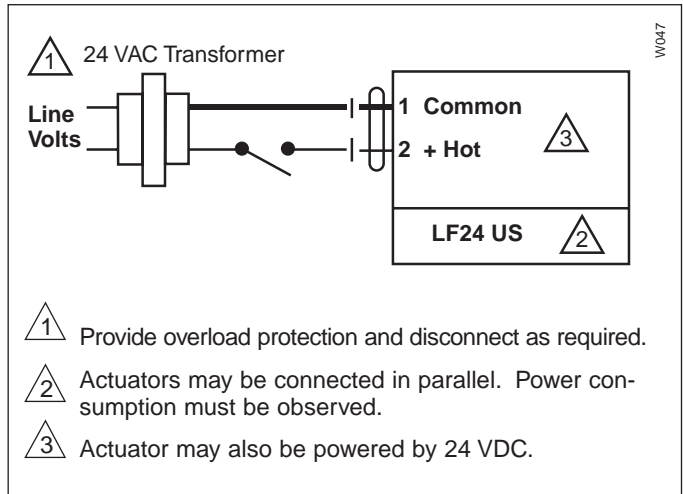 W047
1 24 VAC Transformer
Line
Volts
1 Common
2 + Hot
3
LF24 US 2
1 Provide overload protection and disconnect as required.
2 Actuators may be connected in parallel. Power con-
sumption must be observed.
3 Actuator may also be powered by 24 VDC.